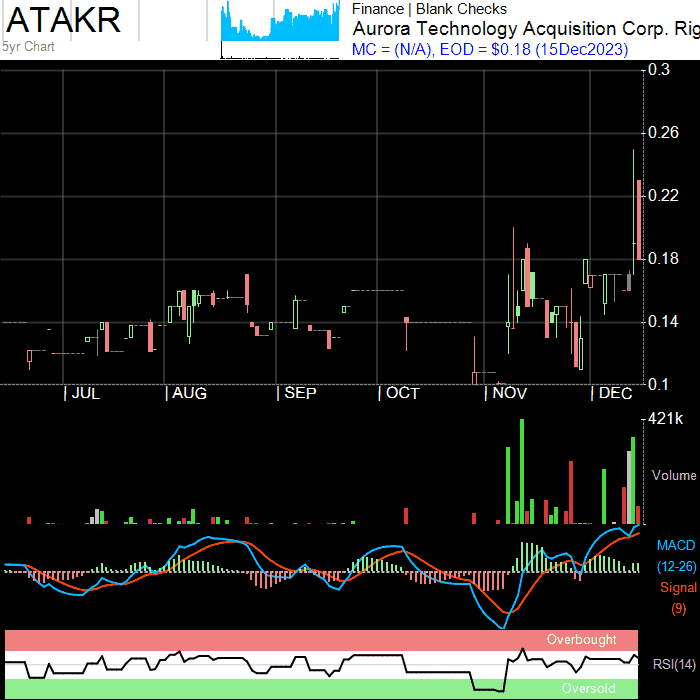 ATAKR
5yr Chart
Finance | Blank Checks
Aurora Technology Acquisition Corp. Rig
MC = (N/A), EOD = $0.18 (15Dec2023)
0.3
0.26
0.22
0.18
0.14
0.1
JUL AUG SEP OCT NOV DEC
421k
Volume
MACD
(12-26)
Signal
(9)
Overbought
RSI(14)
Oversold